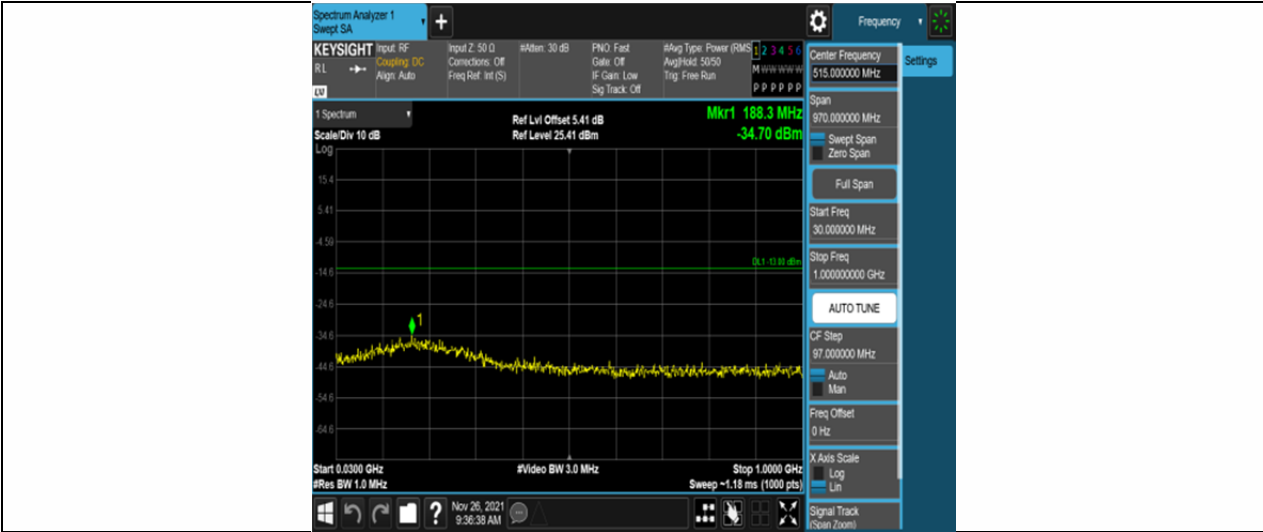 Spectrum Analyzer 1
Swept SA
+
Frequency
KEYSIGHT
Input: RF
Coupling: DC
Align: Auto
RL
LV
Input Z: 50 Ω
Corrections: Off
Freq Ref: Int (S)
#Atten: 30 dB
PNO: Fast
Gate: Off
IF Gain: Low
Sig Track: Off
#Avg Type: Power (RMS
Avg|Hold: 50/50
Trig: Free Run
1 2 3 4 5 6
M W W W W W
P P P P P P
1 Spectrum
Scale/Div 10 dB
Log
Ref Lvl Offset 5.41 dB
Ref Level 25.41 dBm
Mkr1 188.3 MHz
-34.70 dBm
15.4
5.41
-4.59
-14.6
-24.6
-34.6
-44.6
-54.6
-64.6
DL1 -13.00 dBm
1
Start 0.0300 GHz
#Res BW 1.0 MHz
#Video BW 3.0 MHz
Stop 1.0000 GHz
Sweep ~1.18 ms (1000 pts)
Nov 26, 2021
9:36:38 AM
?
Center Frequency
515.000000 MHz
Settings
Span
970.000000 MHz
Swept Span
Zero Span
Full Span
Start Freq
30.000000 MHz
Stop Freq
1.000000000 GHz
AUTO TUNE
CF Step
97.000000 MHz
Auto
Man
Freq Offset
0 Hz
X Axis Scale
Log
Lin
Signal Track
(Span Zoom)